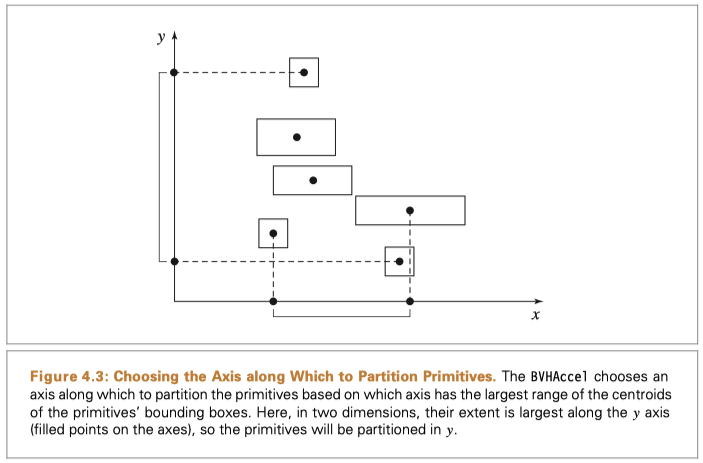 y
x
Figure 4.3: Choosing the Axis along Which to Partition Primitives. The BVHAccel chooses an
axis along which to partition the primitives based on which axis has the largest range of the centroids
of the primitives’ bounding boxes. Here, in two dimensions, their extent is largest along the y axis
(filled points on the axes), so the primitives will be partitioned in y.